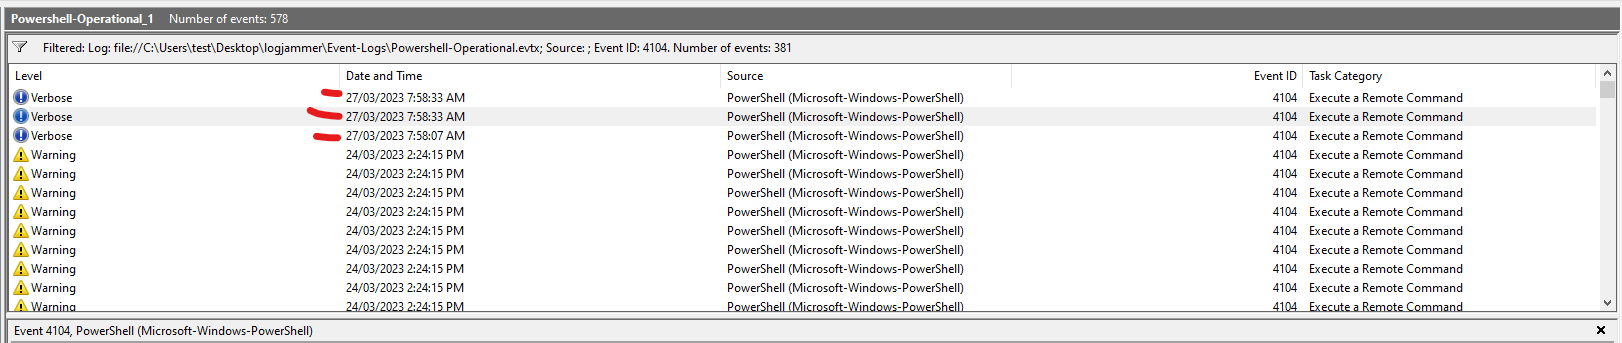 Powershell-Operational_1 Number of events: 578
Filtered: Log: file://C:\Users\test\Desktop\logjammer\Event-Logs\Powershell-Operational.evtx; Source: ; Event ID: 4104. Number of events: 381
Level Date and Time Source Event ID Task Category
Verbose 27/03/2023 7:58:33 AM PowerShell (Microsoft-Windows-PowerShell) 4104 Execute a Remote Command
Verbose 27/03/2023 7:58:33 AM PowerShell (Microsoft-Windows-PowerShell) 4104 Execute a Remote Command
Verbose 27/03/2023 7:58:07 AM PowerShell (Microsoft-Windows-PowerShell) 4104 Execute a Remote Command
Warning 24/03/2023 2:24:15 PM PowerShell (Microsoft-Windows-PowerShell) 4104 Execute a Remote Command
Warning 24/03/2023 2:24:15 PM PowerShell (Microsoft-Windows-PowerShell) 4104 Execute a Remote Command
Warning 24/03/2023 2:24:15 PM PowerShell (Microsoft-Windows-PowerShell) 4104 Execute a Remote Command
Warning 24/03/2023 2:24:15 PM PowerShell (Microsoft-Windows-PowerShell) 4104 Execute a Remote Command
Warning 24/03/2023 2:24:15 PM PowerShell (Microsoft-Windows-PowerShell) 4104 Execute a Remote Command
Warning 24/03/2023 2:24:15 PM PowerShell (Microsoft-Windows-PowerShell) 4104 Execute a Remote Command
Warning 24/03/2023 2:24:15 PM PowerShell (Microsoft-Windows-PowerShell) 4104 Execute a Remote Command
Warning 24/03/2023 2:24:15 PM PowerShell (Microsoft-Windows-PowerShell) 4104 Execute a Remote Command
Warning 24/03/2023 2:24:15 PM PowerShell (Microsoft-Windows-PowerShell) 4104 Execute a Remote Command
Event 4104, PowerShell (Microsoft-Windows-PowerShell)